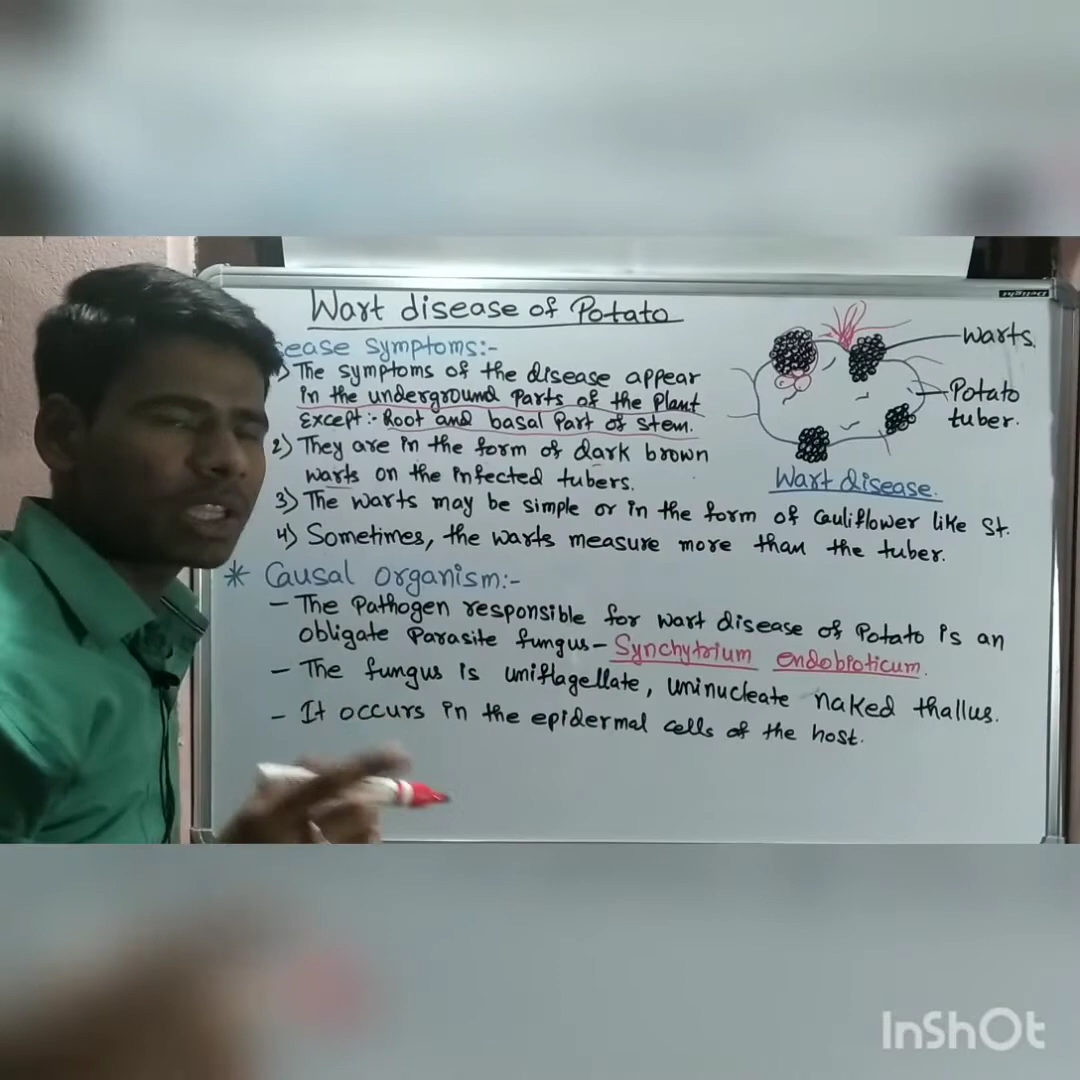 Wart disease of Potato
sease symptoms:-
The symptoms of the disease appear
in the underground parts of the plant
Except:- Root and basal part of stem.
2) They are in the form of dark brown
warts on the infected tubers.
3) The warts may be simple or in the form of cauliflower like st.
4) Sometimes, the warts measure more than the tuber.
* Causal organism:-
- The pathogen responsible for wart disease of potato is an
obligate parasite fungus - Synchytrium endobioticum.
- The fungus is uniflagellate, uninucleate naked thallus.
- It occurs in the epidermal cells of the host.
warts.
Potato
tuber.
Wart disease.
InShOt